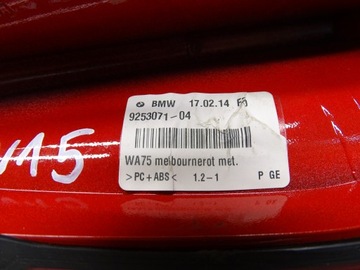 BMW 17.02.14 F
9253071-04
WA75 melbournerot met.
>PC+ABS< 1.2-1 P GE
WA5